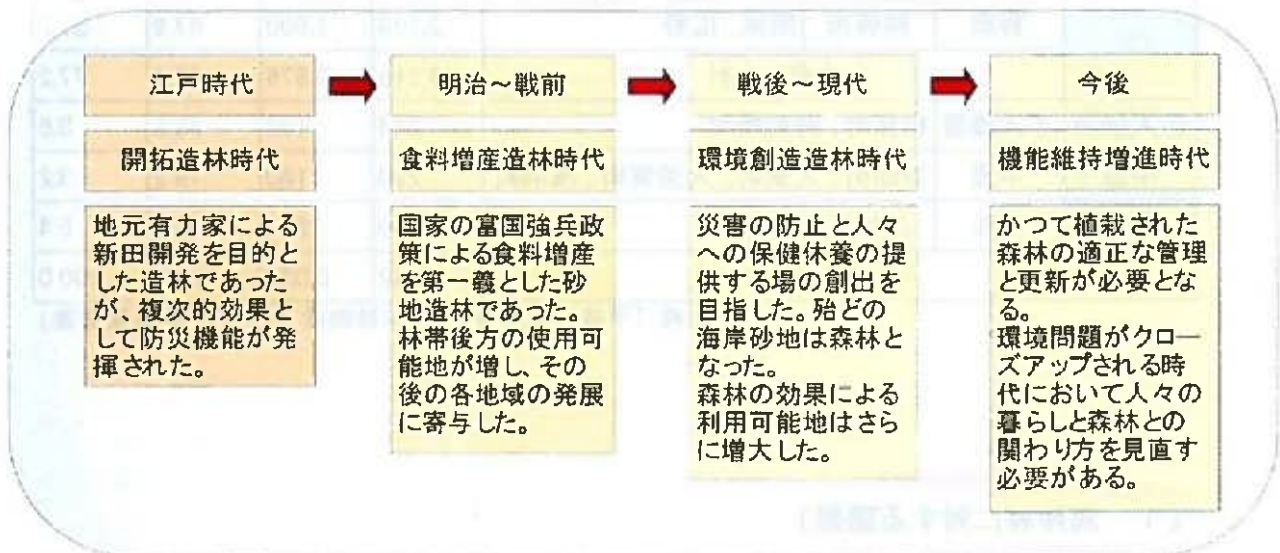 江戸時代
開拓造林時代
地元有力家による
新田開発を目的と
した造林であった
が、複次的効果と
して防災機能が発
揮された。
明治～戦前
食料増産造林時代
国家の富国強兵政
策による食料増産
を第一義とした砂
地造林であった。
林帯後方の使用可
能地が増し、その
後の各地域の発展
に寄与した。
戦後～現代
環境創造造林時代
災害の防止と人々
への保健休養の提
供する場の創出を
目指した。殆どの
海岸砂地は森林と
なった。
森林の効果による
利用可能地はさら
に増大した。
今後
機能維持増進時代
かつて植栽された
森林の適正な管理
と更新が必要とな
る。
環境問題がクロー
ズアップされる時
代において人々の
暮らしと森林との
関わり方を見直す
必要がある。